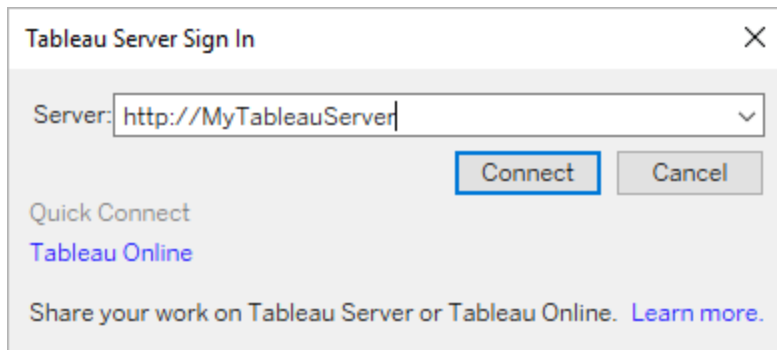 Tableau Server Sign In
Server: http://MyTableauServer
Connect Cancel
Quick Connect
Tableau Online
Share your work on Tableau Server or Tableau Online. Learn more.